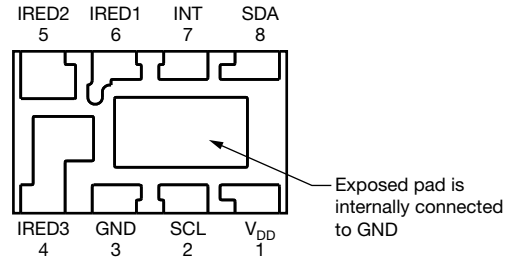 IRED2 IRED1 INT SDA
5 6 7 8
Exposed pad is
internally connected
to GND
IRED3 GND SCL VDD
4 3 2 1